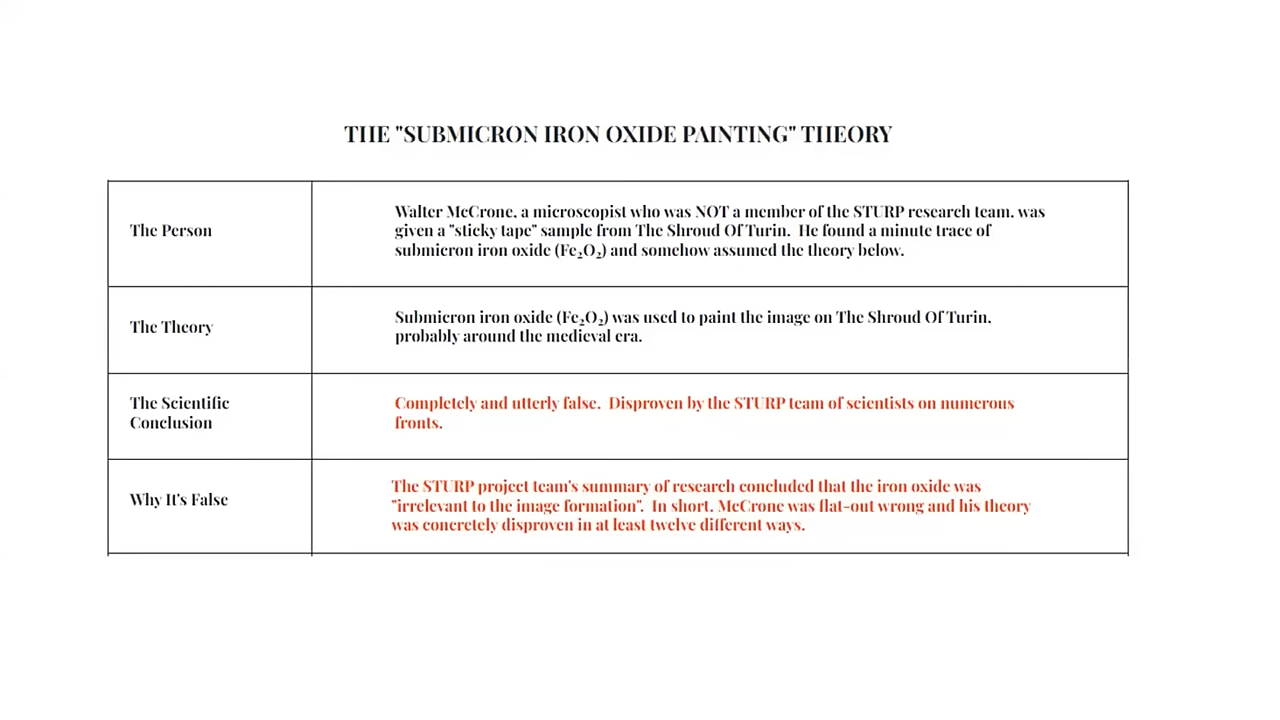 THE "SUBMICRON IRON OXIDE PAINTING" THEORY
The Person
Walter McCrone, a microscopist who was NOT a member of the STURP research team, was
given a "sticky tape" sample from The Shroud Of Turin. He found a minute trace of
submicron iron oxide (Fe₂O₂) and somehow assumed the theory below.
The Theory
Submicron iron oxide (Fe₂O₂) was used to paint the image on The Shroud Of Turin,
probably around the medieval era.
The Scientific
Conclusion
Completely and utterly false. Disproven by the STURP team of scientists on numerous
fronts.
Why It's False
The STURP project team's summary of research concluded that the iron oxide was
"irrelevant to the image formation". In short, McCrone was flat-out wrong and his theory
was concretely disproven in at least twelve different ways.